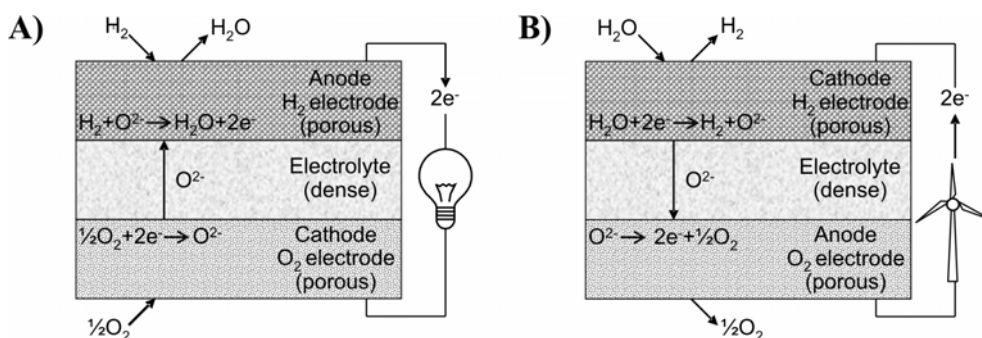 A)
H₂
H₂O
Anode
H₂ electrode
(porous)
H₂+O²⁻→H₂O+2e⁻
2e⁻
Electrolyte
(dense)
O²⁻
½O₂+2e⁻→O²⁻
Cathode
O₂ electrode
(porous)
½O₂
B)
H₂O
H₂
Cathode
H₂ electrode
(porous)
H₂O+2e⁻→H₂+O²⁻
2e⁻
Electrolyte
(dense)
O²⁻
O²⁻→ 2e⁻+½O₂
Anode
O₂ electrode
(porous)
½O₂